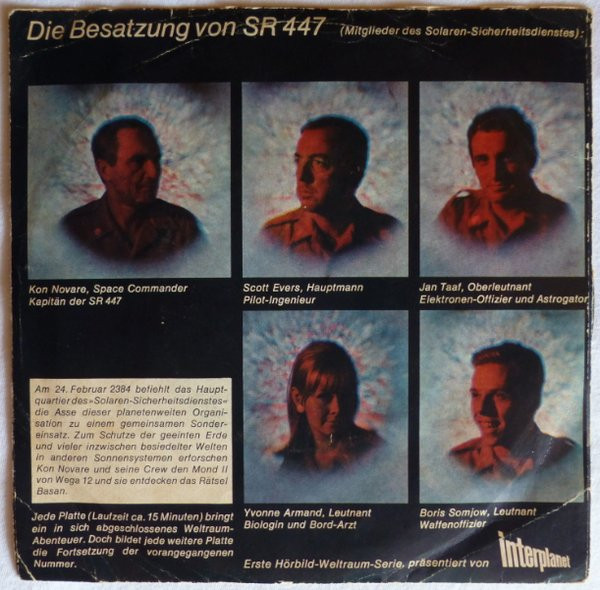 Die Besatzung von SR 447 (Mitglieder des Solaren-Sicherheitsdienstes):
Kon Novare, Space Commander
Kapitän der SR 447
Scott Evers, Hauptmann
Pilot-Ingenieur
Jan Taaf, Oberleutnant
Elektronen-Offizier und Astrogator
Am 24. Februar 2384 befiehlt das Haupt-
quartier des »Solaren-Sicherheitsdienstes«
die Asse dieser planetenweiten Organi-
sation zu einem gemeinsamen Sonder-
einsatz. Zum Schutze der geeinten Erde
und vieler inzwischen besiedelter Welten
in anderen Sonnensystemen erforschen
Kon Novare und seine Crew den Mond II
von Wega 12 und sie entdecken das Rätsel
Basan.
Yvonne Armand, Leutnant
Biologin und Bord-Arzt
Boris Somjow, Leutnant
Waffenoffizier
Jede Platte (Laufzeit ca. 15 Minuten) bringt
ein in sich abgeschlossenes Weltraum-
Abenteuer. Doch bildet jede weitere Platte
die Fortsetzung der vorangegangenen
Nummer.
Erste Hörbild-Weltraum-Serie, präsentiert von interplanet